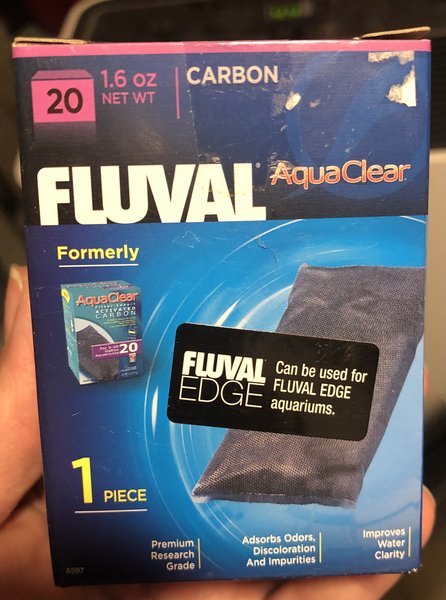 20
1.6 oz
NET WT
CARBON
FLUVAL
AquaClear
Formerly
AquaClear
ACTIVATED
CARBON
20
FLUVAL
EDGE
Can be used for
FLUVAL EDGE
aquariums.
1 PIECE
Premium
Research
Grade
Adsorbs Odors,
Discoloration
And Impurities
Improves
Water
Clarity
A597